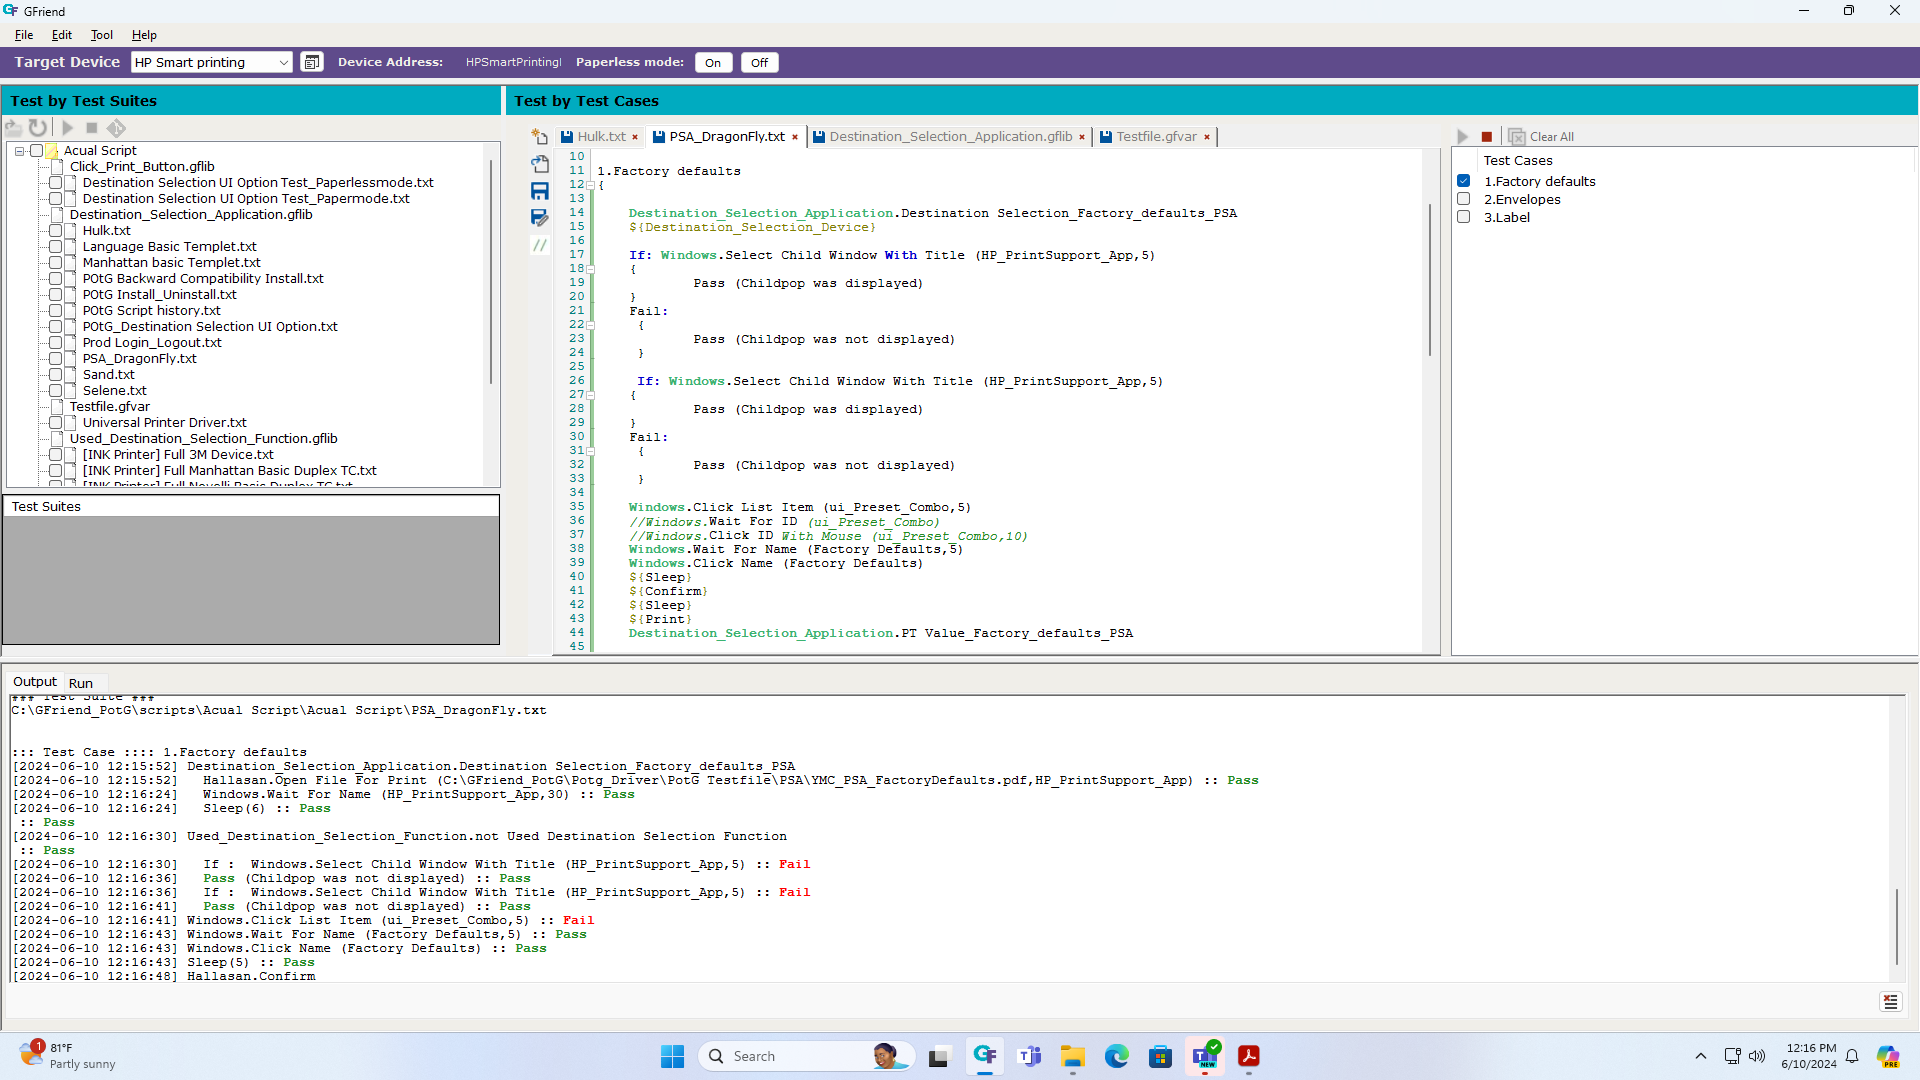 GFriend
File Edit Tool Help
Target Device HP Smart printing Device Address: HPSmartPrintingI Paperless mode: On Off
Test by Test Suites
Acual Script
Click_Print_Button.gflib
Destination Selection UI Option Test_Paperlessmode.txt
Destination Selection UI Option Test_Papermode.txt
Destination_Selection_Application.gflib
Hulk.txt
Language Basic Templet.txt
Manhattan basic Templet.txt
POtG Backward Compatibility Install.txt
POtG Install_Uninstall.txt
POtG Script history.txt
POtG_Destination Selection UI Option.txt
Prod Login_Logout.txt
PSA_DragonFly.txt
Sand.txt
Selene.txt
Testfile.gfvar
Universal Printer Driver.txt
Used_Destination_Selection_Function.gflib
[INK Printer] Full 3M Device.txt
[INK Printer] Full Manhattan Basic Duplex TC.txt
[INK Printer] Full Novelli Basic Duplex TC.txt
Test Suites
Test by Test Cases
Hulk.txt PSA_DragonFly.txt Destination_Selection_Application.gflib Testfile.gfvar
10
11 1.Factory defaults
12 {
13
14 Destination_Selection_Application.Destination Selection_Factory_defaults_PSA
15 ${Destination_Selection_Device}
16
17 If: Windows.Select Child Window With Title (HP_PrintSupport_App,5)
18 {
19 Pass (Childpop was displayed)
20 }
21 Fail:
22 {
23 Pass (Childpop was not displayed)
24 }
25
26 If: Windows.Select Child Window With Title (HP_PrintSupport_App,5)
27 {
28 Pass (Childpop was displayed)
29 }
30 Fail:
31 {
32 Pass (Childpop was not displayed)
33 }
34
35 Windows.Click List Item (ui_Preset_Combo,5)
36 //Windows.Wait For ID (ui_Preset_Combo)
37 //Windows.Click ID With Mouse (ui_Preset_Combo,10)
38 Windows.Wait For Name (Factory Defaults,5)
39 Windows.Click Name (Factory Defaults)
40 ${Sleep}
41 ${Confirm}
42 ${Sleep}
43 ${Print}
44 Destination_Selection_Application.PT Value_Factory_defaults_PSA
45
Clear All
Test Cases
1.Factory defaults
2.Envelopes
3.Label
Output Run
### Test Suite ###
C:\GFriend_PotG\scripts\Acual Script\Acual Script\PSA_DragonFly.txt
::: Test Case :::: 1.Factory defaults
[2024-06-10 12:15:52] Destination_Selection_Application.Destination Selection_Factory_defaults_PSA
[2024-06-10 12:15:52] Hallasan.Open File For Print (C:\GFriend_PotG\Potg_Driver\PotG Testfile\PSA\YMC_PSA_FactoryDefaults.pdf,HP_PrintSupport_App) :: Pass
[2024-06-10 12:16:24] Windows.Wait For Name (HP_PrintSupport_App,30) :: Pass
[2024-06-10 12:16:24] Sleep(6) :: Pass
:: Pass
[2024-06-10 12:16:30] Used_Destination_Selection_Function.not Used Destination Selection Function
:: Pass
[2024-06-10 12:16:30] If : Windows.Select Child Window With Title (HP_PrintSupport_App,5) :: Fail
[2024-06-10 12:16:36] Pass (Childpop was not displayed) :: Pass
[2024-06-10 12:16:36] If : Windows.Select Child Window With Title (HP_PrintSupport_App,5) :: Fail
[2024-06-10 12:16:41] Pass (Childpop was not displayed) :: Pass
[2024-06-10 12:16:41] Windows.Click List Item (ui_Preset_Combo,5) :: Fail
[2024-06-10 12:16:43] Windows.Wait For Name (Factory Defaults,5) :: Pass
[2024-06-10 12:16:43] Windows.Click Name (Factory Defaults) :: Pass
[2024-06-10 12:16:43] Sleep(5) :: Pass
[2024-06-10 12:16:48] Hallasan.Confirm
1 81°F
Partly sunny
Search
NEW
12:16 PM
6/10/2024
PRE